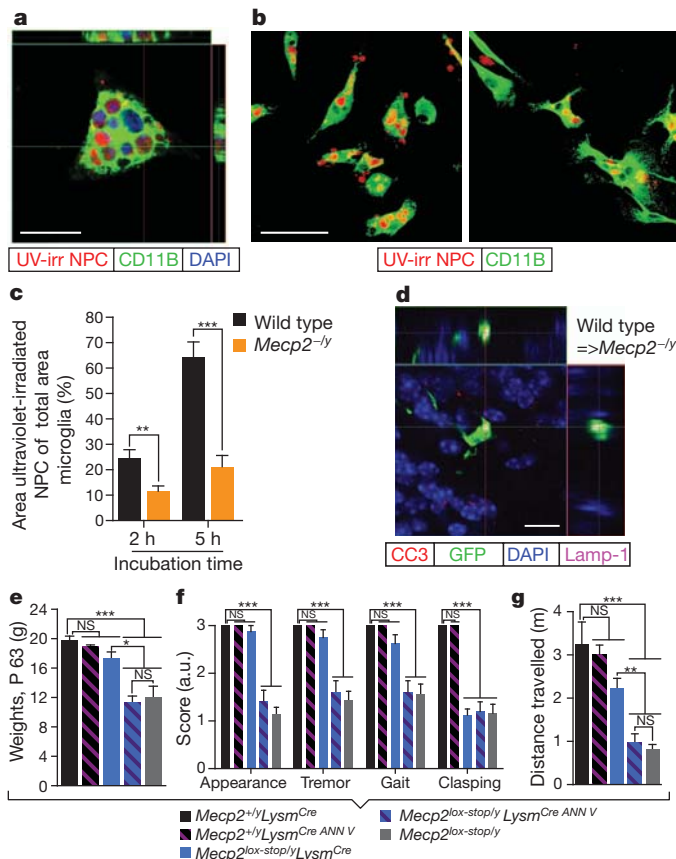 a
b
UV-irr NPC CD11B DAPI
UV-irr NPC CD11B
c
Area ultraviolet-irradiated
NPC of total area
microglia (%)
80
70
60
50
40
30
20
10
0
**
***
Wild type
Mecp2⁻/ʸ
2 h
5 h
Incubation time
d
Wild type
=>Mecp2⁻/ʸ
CC3 GFP DAPI Lamp-1
e
Weights, P 63 (g)
24
20
16
12
8
4
0
***
NS
*
NS
f
Score (a.u.)
3
2
1
0
*** *** *** ***
NS NS NS NS
Appearance Tremor Gait Clasping
g
Distance travelled (m)
4
3
2
1
0
***
NS
**
NS
Mecp2⁺/ʸLysmCre
Mecp2⁺/ʸLysmCre ANN V
Mecp2lox-stop/yLysmCre
Mecp2lox-stop/y LysmCre ANN V
Mecp2lox-stop/y